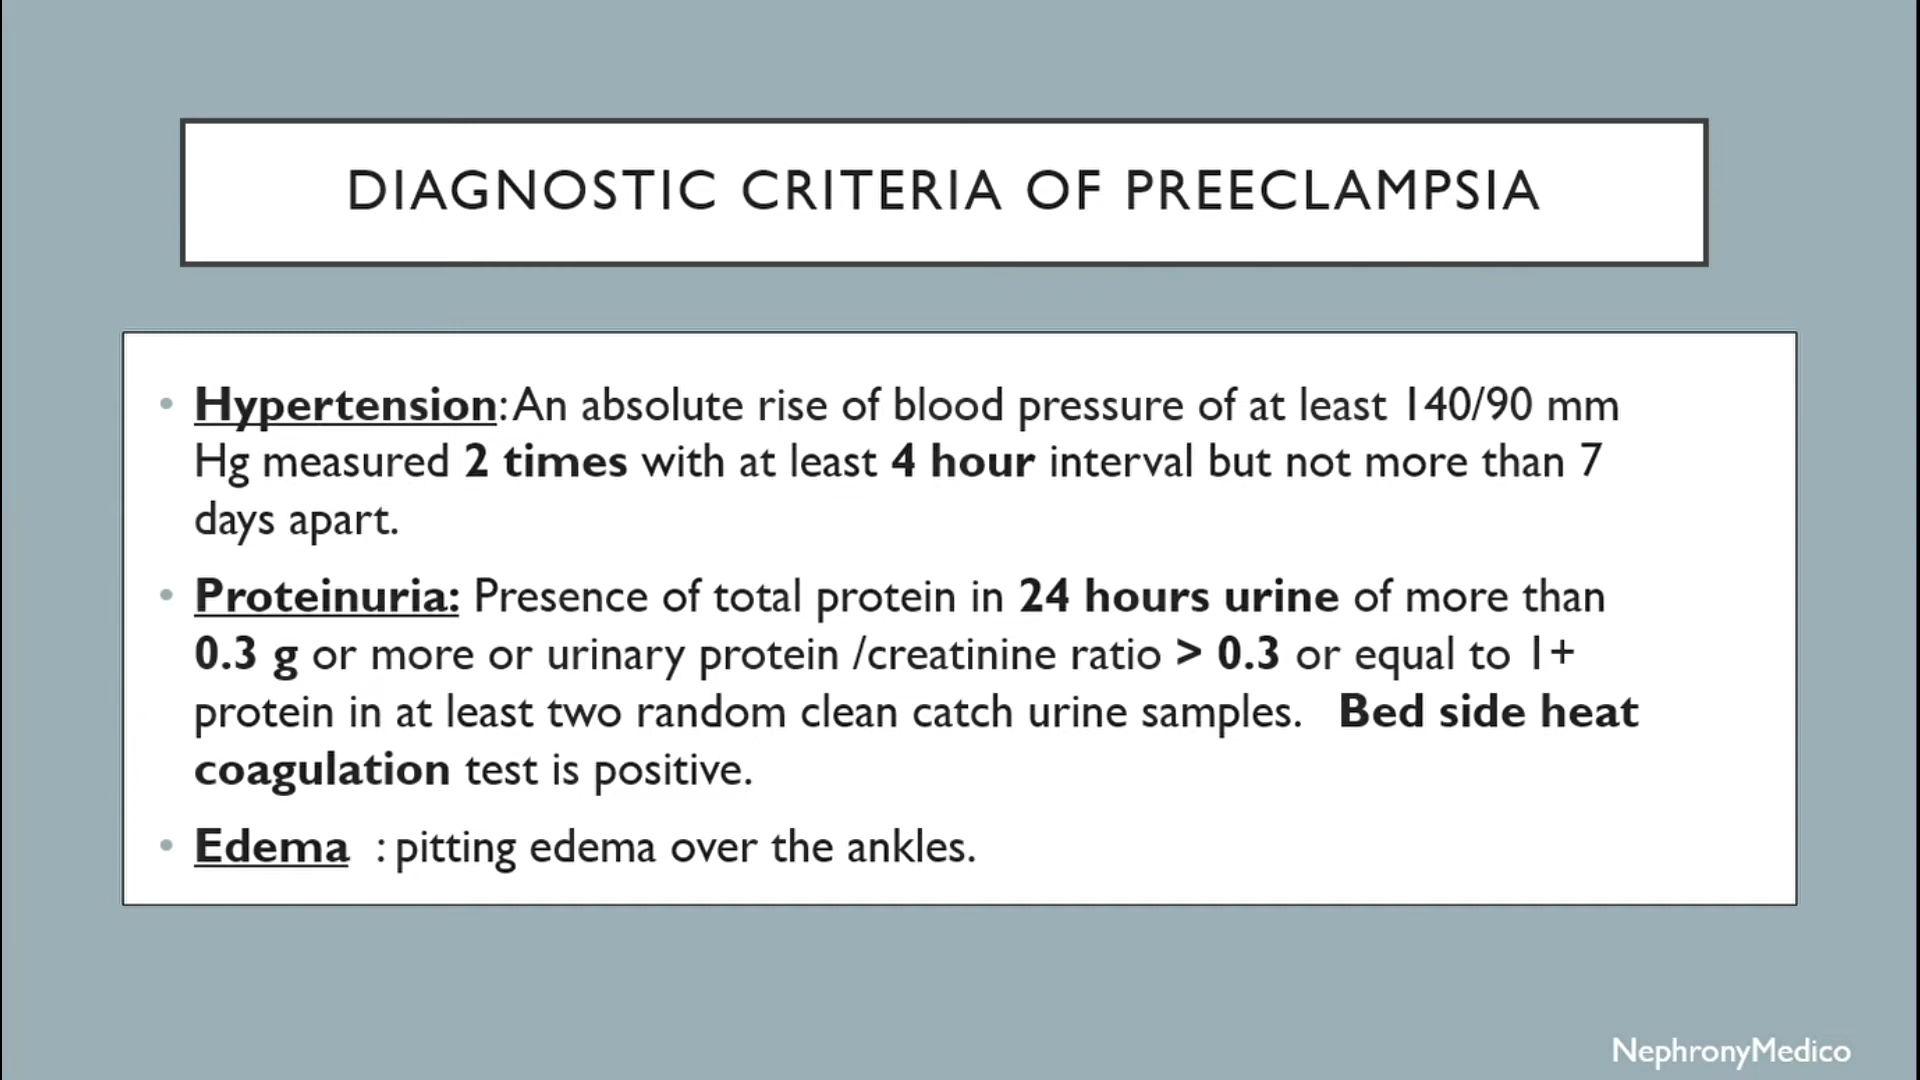 DIAGNOSTIC CRITERIA OF PREECLAMPSIA
• Hypertension: An absolute rise of blood pressure of at least 140/90 mm
Hg measured 2 times with at least 4 hour interval but not more than 7
days apart.
• Proteinuria: Presence of total protein in 24 hours urine of more than
0.3 g or more or urinary protein /creatinine ratio > 0.3 or equal to 1+
protein in at least two random clean catch urine samples. Bed side heat
coagulation test is positive.
• Edema : pitting edema over the ankles.
NephronyMedico